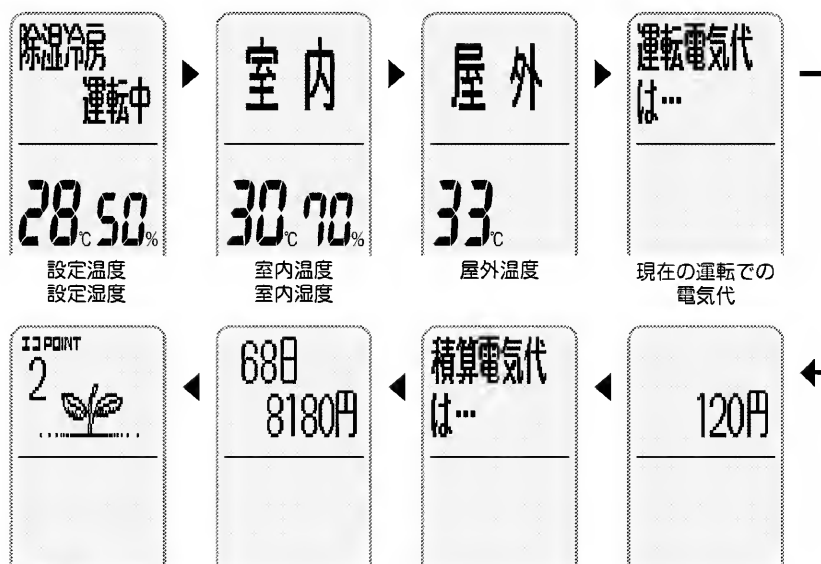 除湿冷房
運転中
28℃ 50%
設定温度
設定湿度
室内
30℃ 70%
室内温度
室内湿度
屋外
33℃
屋外温度
運転電気代
は…
現在の運転での
電気代
120円
積算電気代
は…
68日
8180円
エコPOINT
2